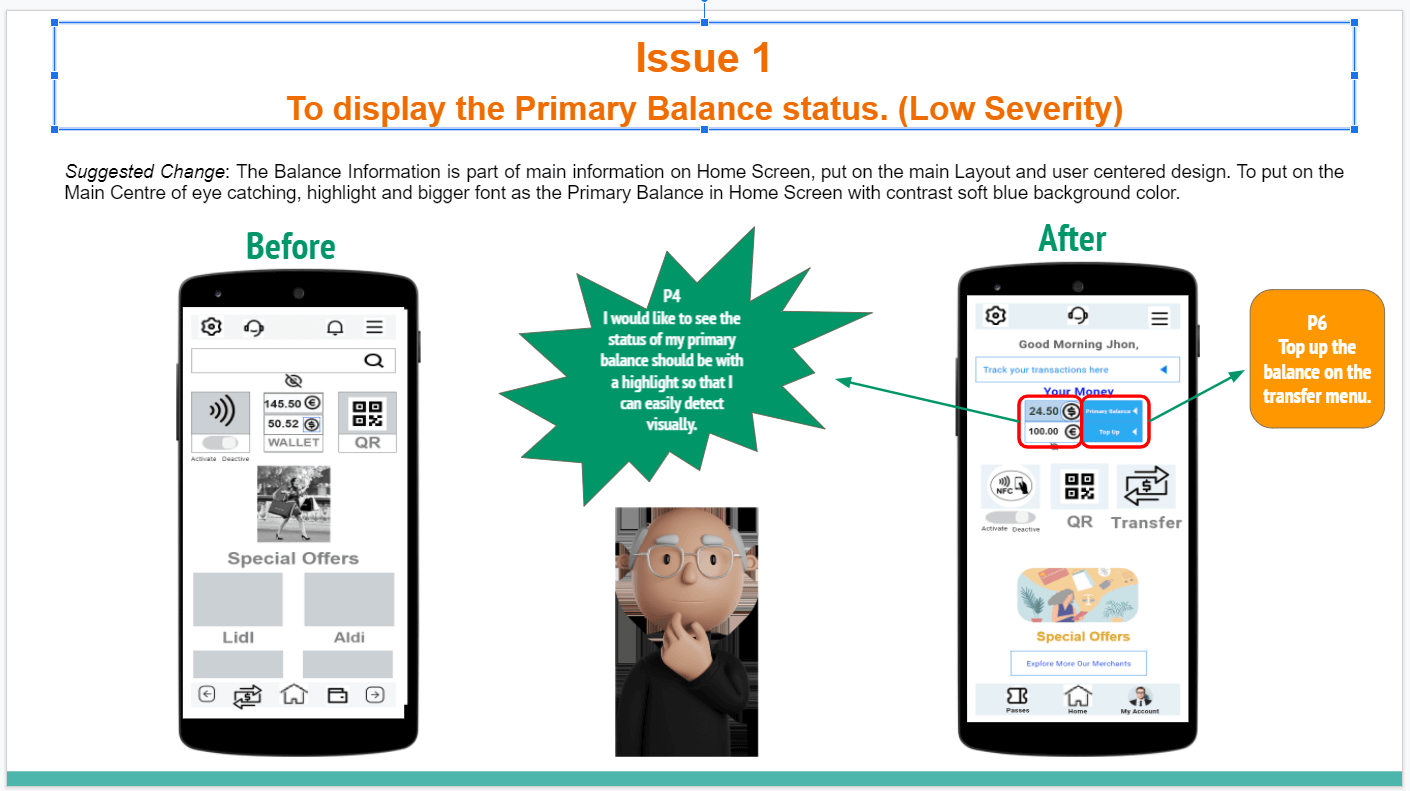 Issue 1
To display the Primary Balance status. (Low Severity)
Suggested Change: The Balance Information is part of main information on Home Screen, put on the main Layout and user centered design. To put on the
Main Centre of eye catching, highlight and bigger font as the Primary Balance in Home Screen with contrast soft blue background color.
Before
145.50 €
50.52 $
WALLET
QR
Activate Deactive
Special Offers
Lidl
Aldi
$
P4
I would like to see the
status of my primary
balance should be with
a highlight so that I
can easily detect
visually.
After
Good Morning Jhon,
Track your transactions here
Your Money
24.50 $
Primary Balance
100.00 €
Top Up
NFC
$
Activate Deactive
QR
Transfer
Special Offers
Explore More Our Merchants
Passes
Home
My Account
P6
Top up the
balance on the
transfer menu.